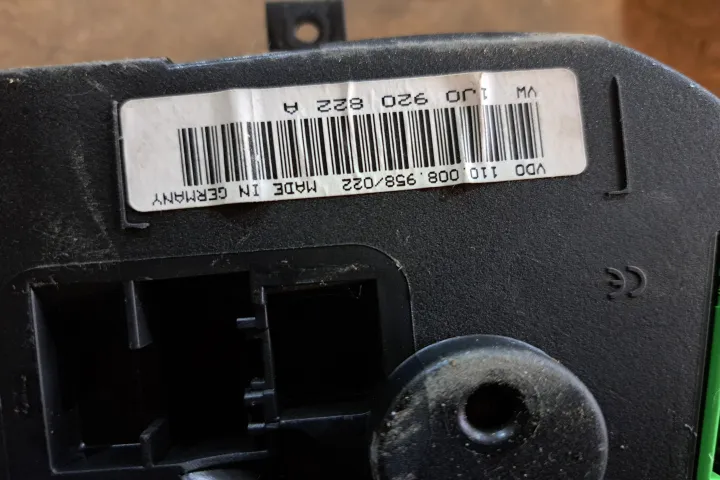 VDO 110.008.958/022 MADE IN GERMANY
VW 1J0 920 822 A
CE